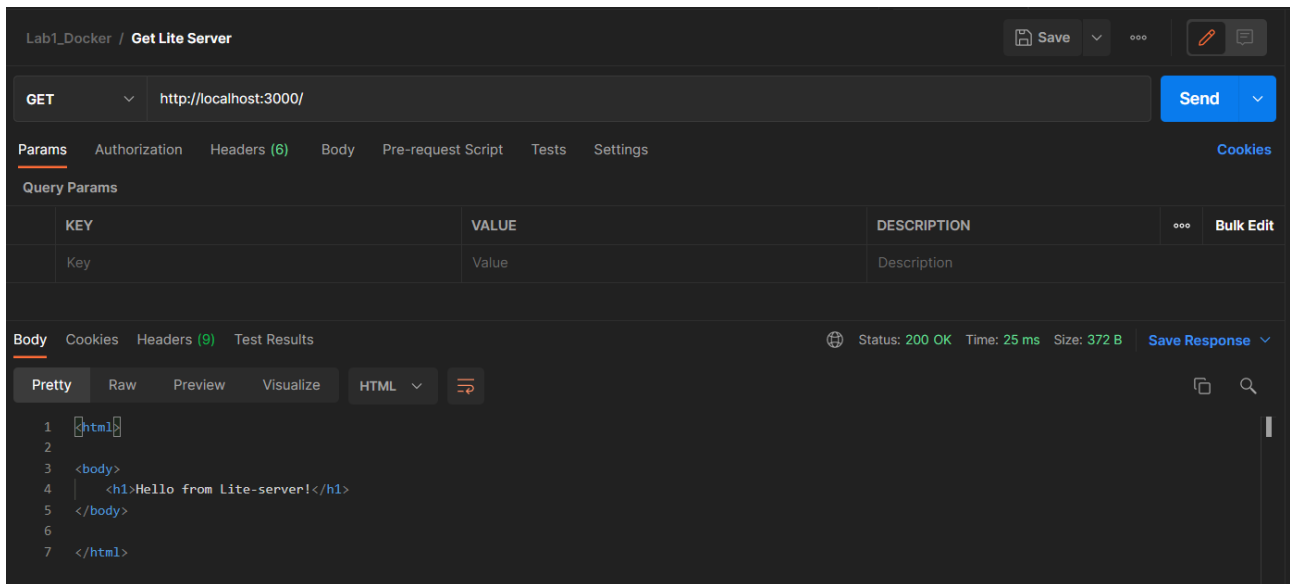 Lab1_Docker / Get Lite Server Save ooo
GET http://localhost:3000/ Send
Params Authorization Headers (6) Body Pre-request Script Tests Settings Cookies
Query Params
KEY VALUE DESCRIPTION ooo Bulk Edit
Key Value Description
Body Cookies Headers (9) Test Results Status: 200 OK Time: 25 ms Size: 372 B Save Response
Pretty Raw Preview Visualize HTML
1 <html>
2
3 <body>
4 <h1>Hello from Lite-server!</h1>
5 </body>
6
7 </html>